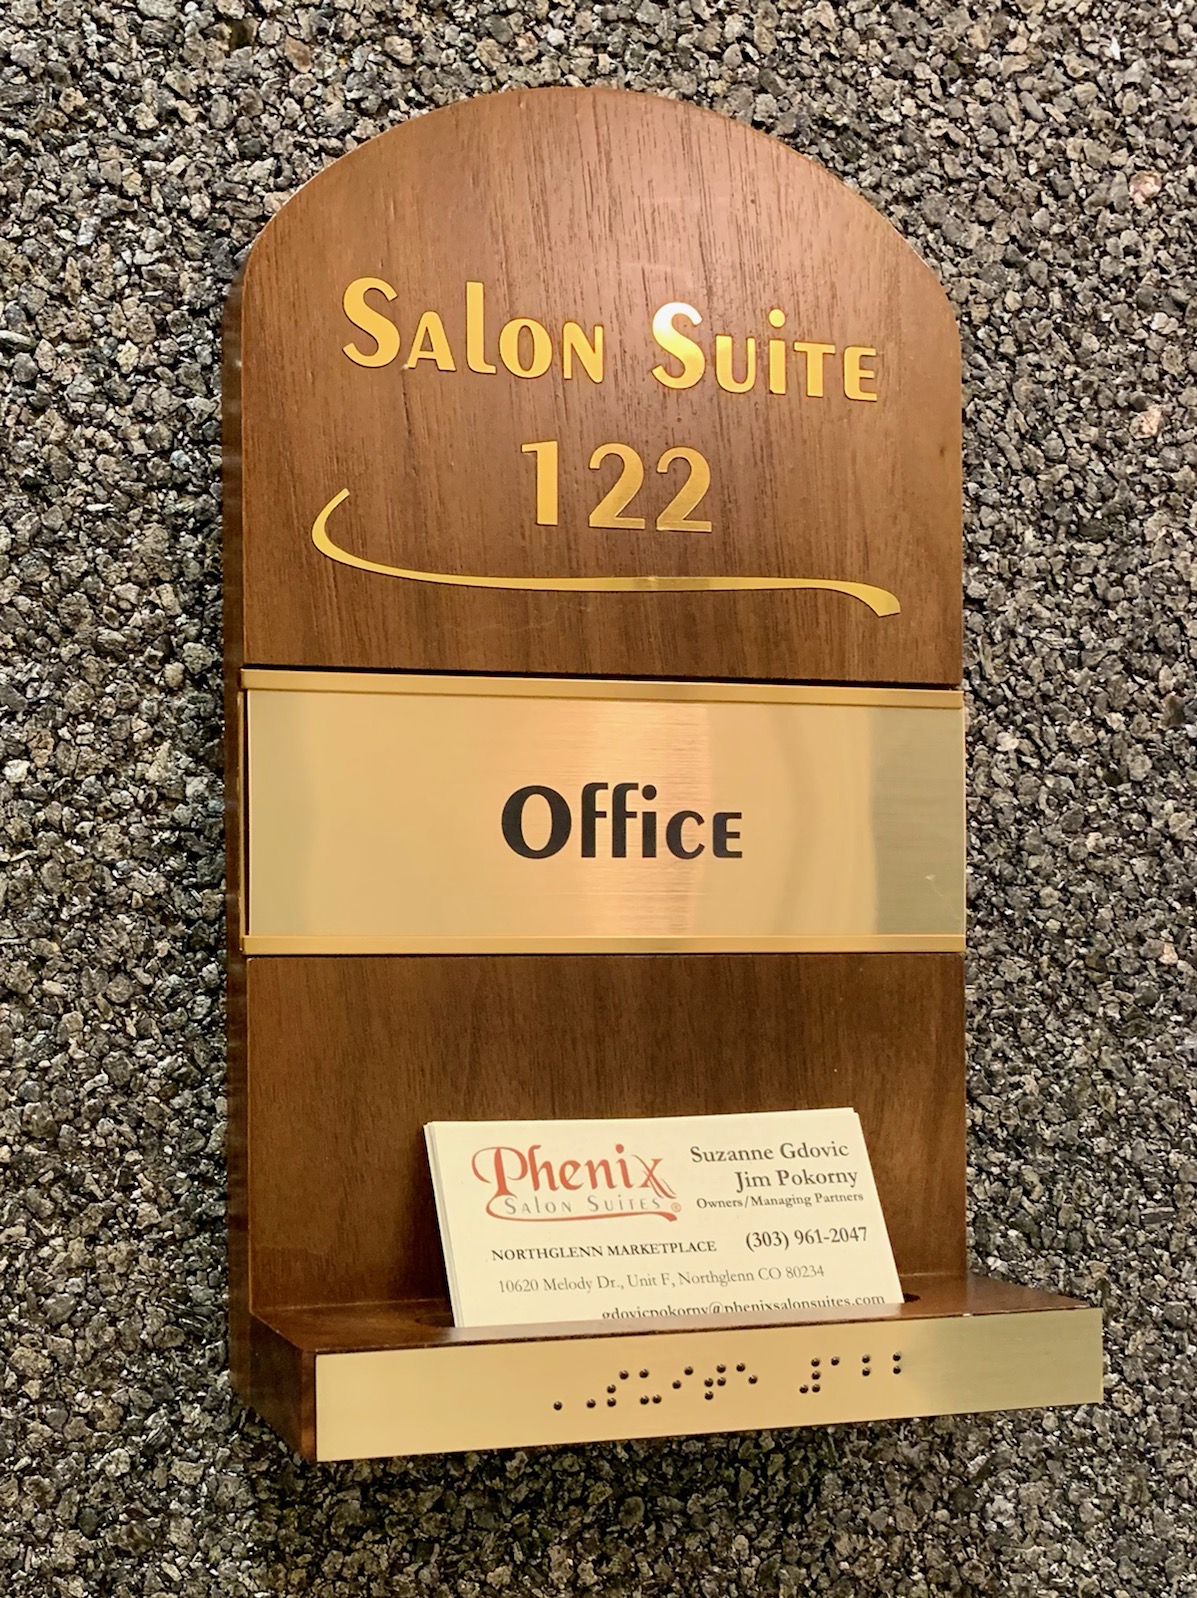 Salon Suite
122
Office
Phenix
Salon Suites®
Suzanne Gdovic
Jim Pokorny
Owners/Managing Partners
NORTHGLENN MARKETPLACE (303) 961-2047
10620 Melody Dr., Unit F, Northglenn CO 80234
gdovicpokorny@phenixsalonsuites.com